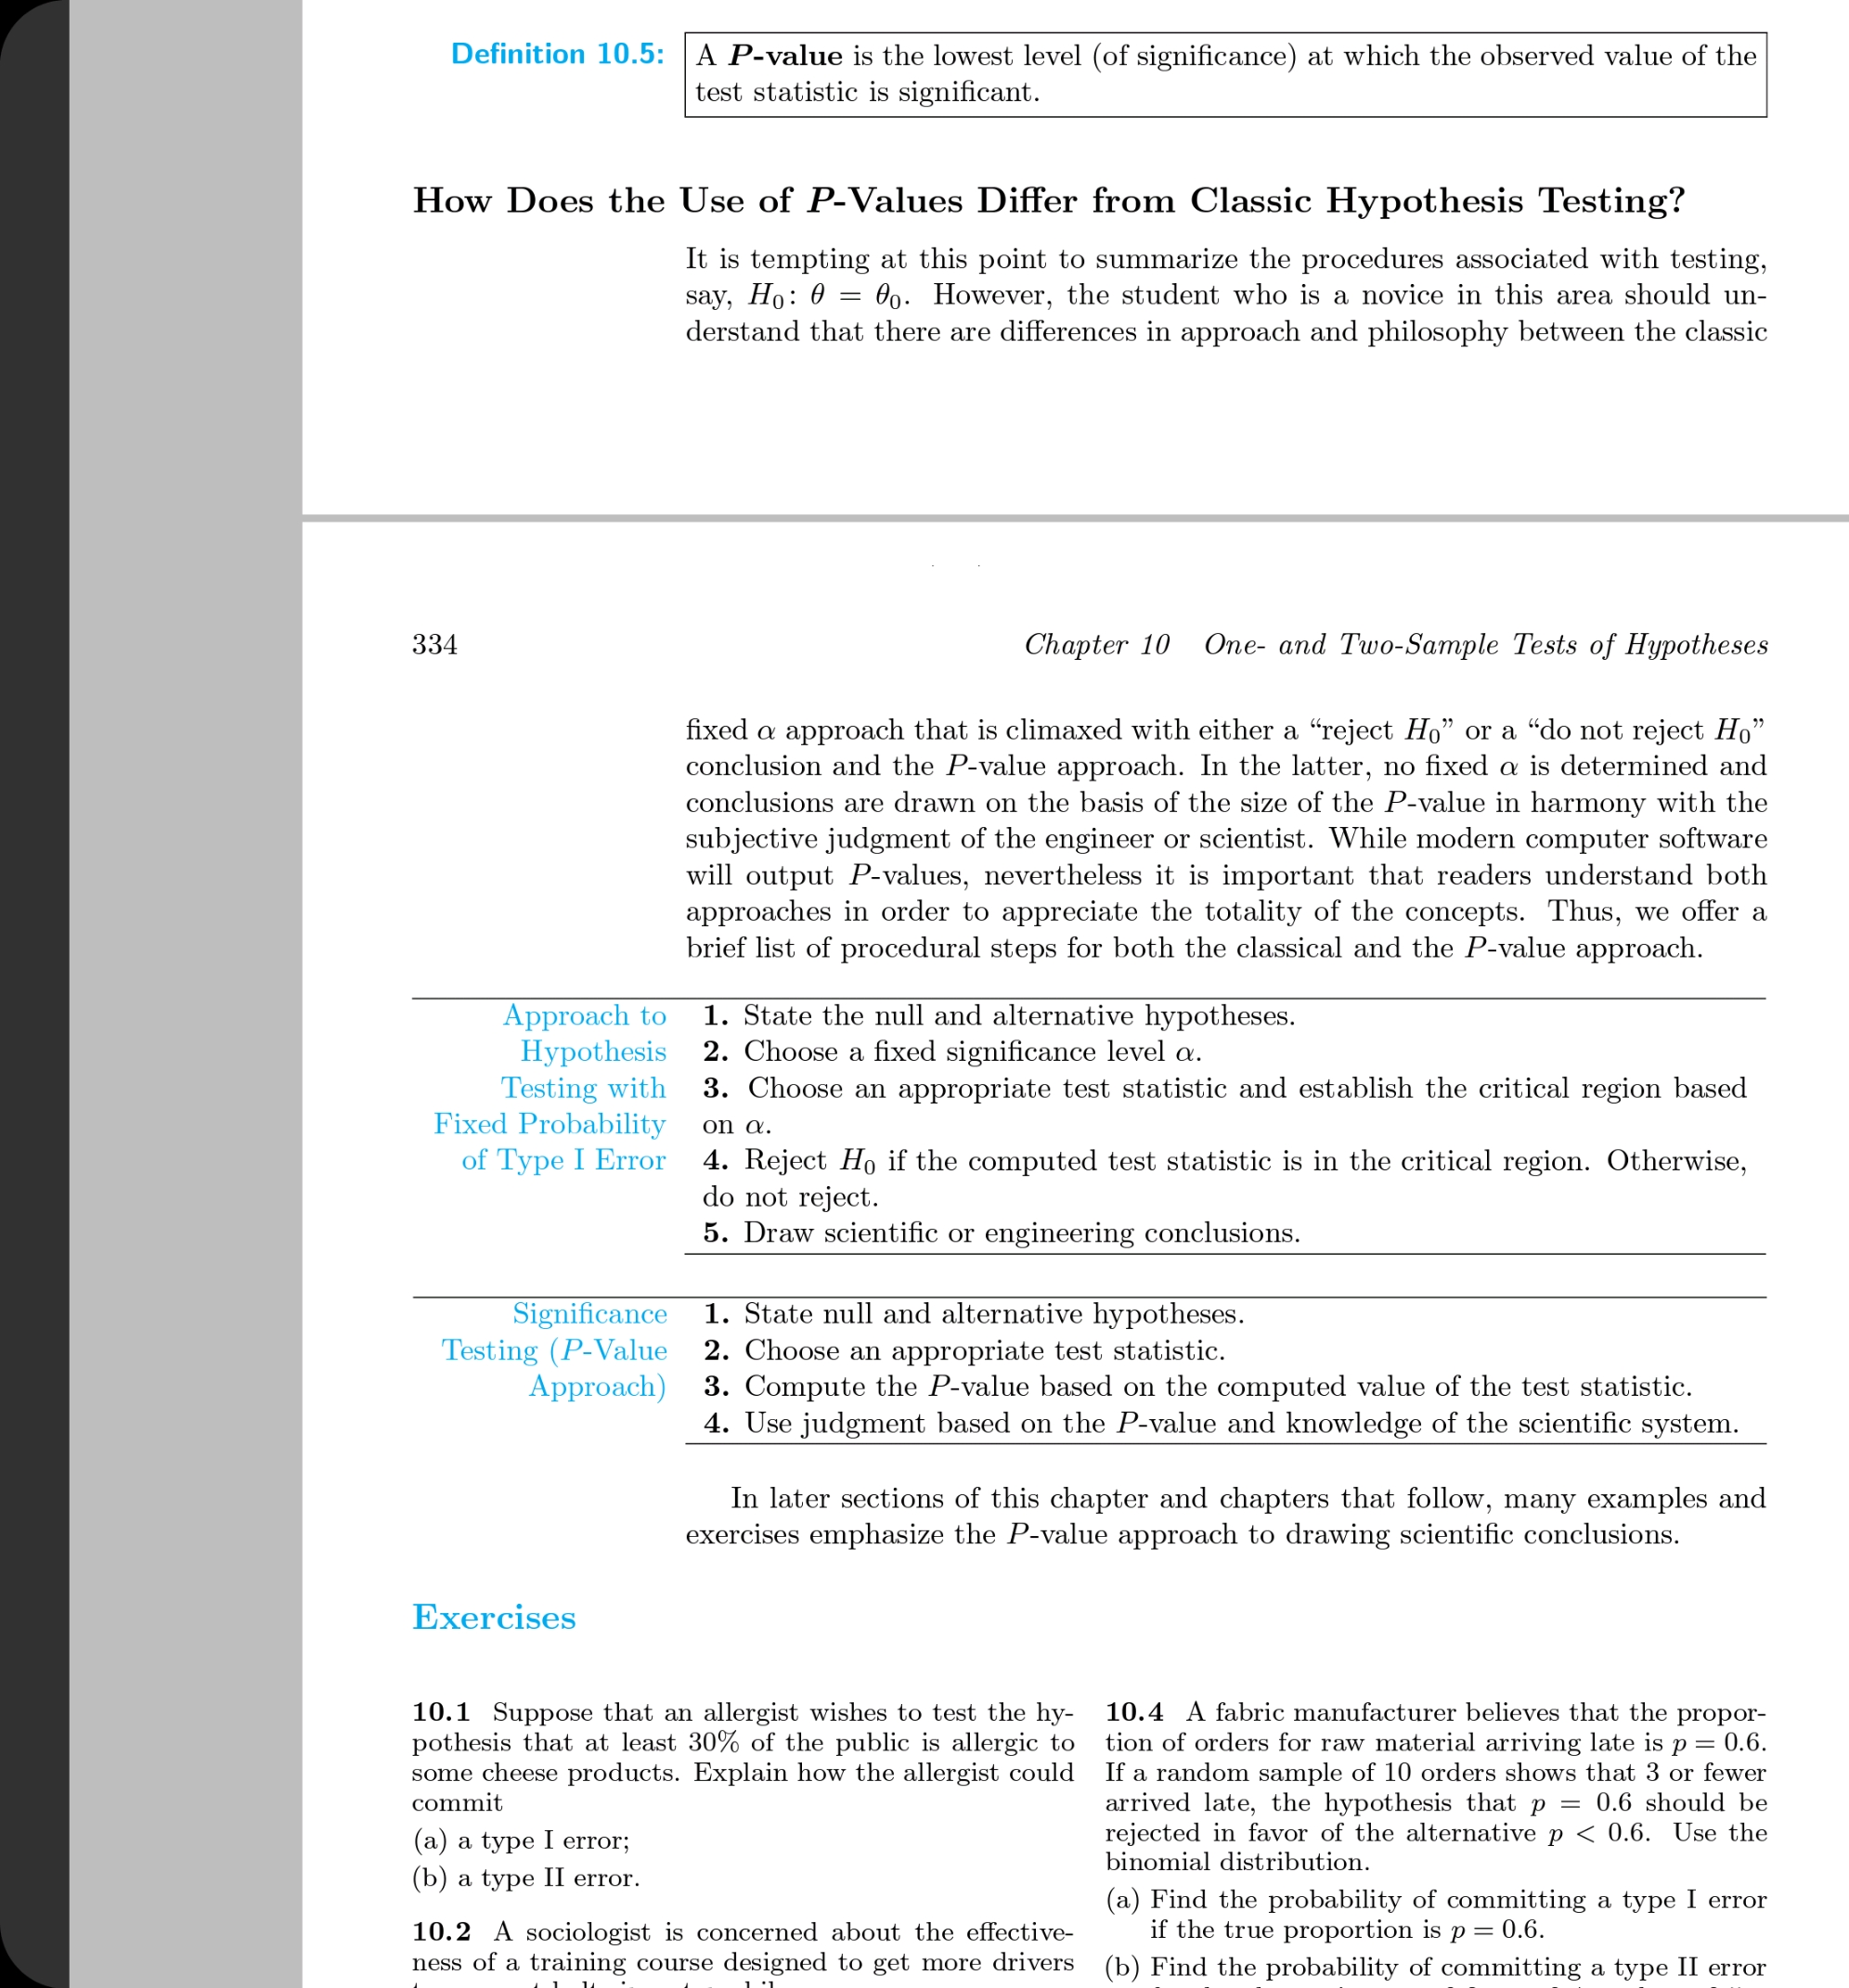 Definition 10.5:
A P-value is the lowest level (of significance) at which the observed value of the
test statistic is significant.
How Does the Use of P-Values Differ from Classic Hypothesis Testing?
It is tempting at this point to summarize the procedures associated with testing,
say, H₀: θ = θ₀. However, the student who is a novice in this area should un-
derstand that there are differences in approach and philosophy between the classic
334
Chapter 10 One- and Two-Sample Tests of Hypotheses
fixed α approach that is climaxed with either a “reject H₀” or a “do not reject H₀”
conclusion and the P-value approach. In the latter, no fixed α is determined and
conclusions are drawn on the basis of the size of the P-value in harmony with the
subjective judgment of the engineer or scientist. While modern computer software
will output P-values, nevertheless it is important that readers understand both
approaches in order to appreciate the totality of the concepts. Thus, we offer a
brief list of procedural steps for both the classical and the P-value approach.
Approach to
Hypothesis
Testing with
Fixed Probability
of Type I Error
1. State the null and alternative hypotheses.
2. Choose a fixed significance level α.
3. Choose an appropriate test statistic and establish the critical region based
on α.
4. Reject H₀ if the computed test statistic is in the critical region. Otherwise,
do not reject.
5. Draw scientific or engineering conclusions.
Significance
Testing (P-Value
Approach)
1. State null and alternative hypotheses.
2. Choose an appropriate test statistic.
3. Compute the P-value based on the computed value of the test statistic.
4. Use judgment based on the P-value and knowledge of the scientific system.
In later sections of this chapter and chapters that follow, many examples and
exercises emphasize the P-value approach to drawing scientific conclusions.
Exercises
10.1 Suppose that an allergist wishes to test the hy-
pothesis that at least 30% of the public is allergic to
some cheese products. Explain how the allergist could
commit
(a) a type I error;
(b) a type II error.
10.2 A sociologist is concerned about the effective-
ness of a training course designed to get more drivers
10.4 A fabric manufacturer believes that the propor-
tion of orders for raw material arriving late is p = 0.6.
If a random sample of 10 orders shows that 3 or fewer
arrived late, the hypothesis that p = 0.6 should be
rejected in favor of the alternative p < 0.6. Use the
binomial distribution.
(a) Find the probability of committing a type I error
if the true proportion is p = 0.6.
(b) Find the probability of committing a type II error